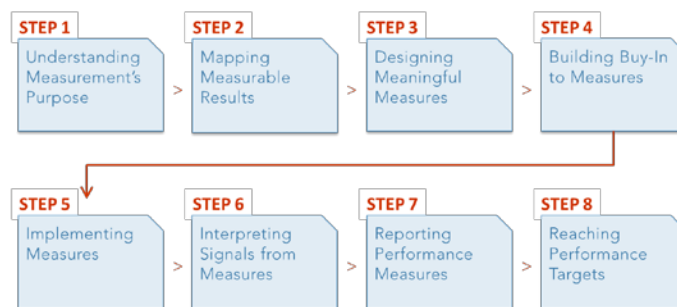 STEP 1
Understanding
Measurement's
Purpose
>
STEP 2
Mapping
Measurable
Results
>
STEP 3
Designing
Meaningful
Measures
>
STEP 4
Building Buy-In
to Measures
STEP 5
Implementing
Measures
>
STEP 6
Interpreting
Signals from
Measures
>
STEP 7
Reporting
Performance
Measures
>
STEP 8
Reaching
Performance
Targets